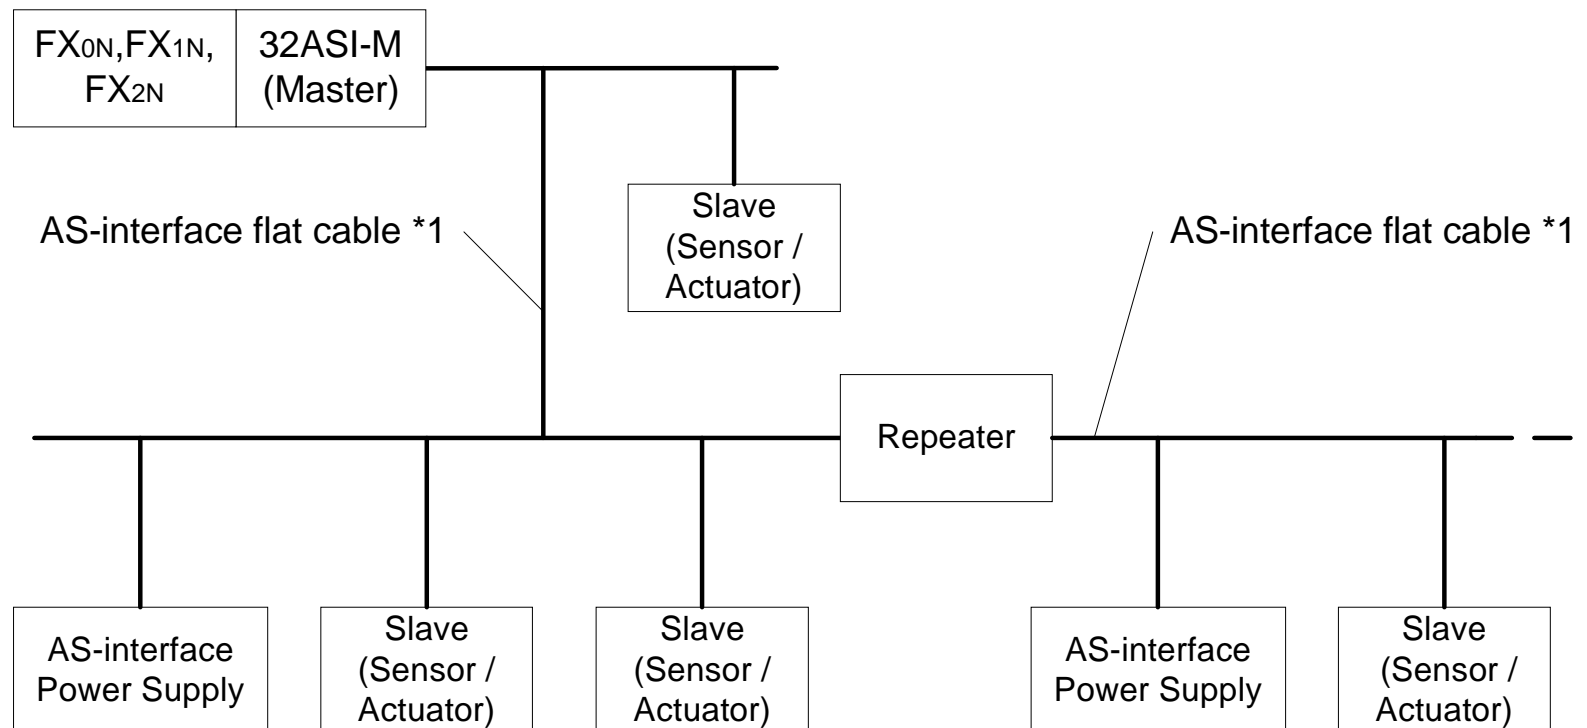 FX0N,FX1N,
FX2N
32ASI-M
(Master)
Slave
(Sensor /
Actuator)
AS-interface flat cable *1
AS-interface flat cable *1
Repeater
AS-interface
Power Supply
Slave
(Sensor /
Actuator)
Slave
(Sensor /
Actuator)
AS-interface
Power Supply
Slave
(Sensor /
Actuator)